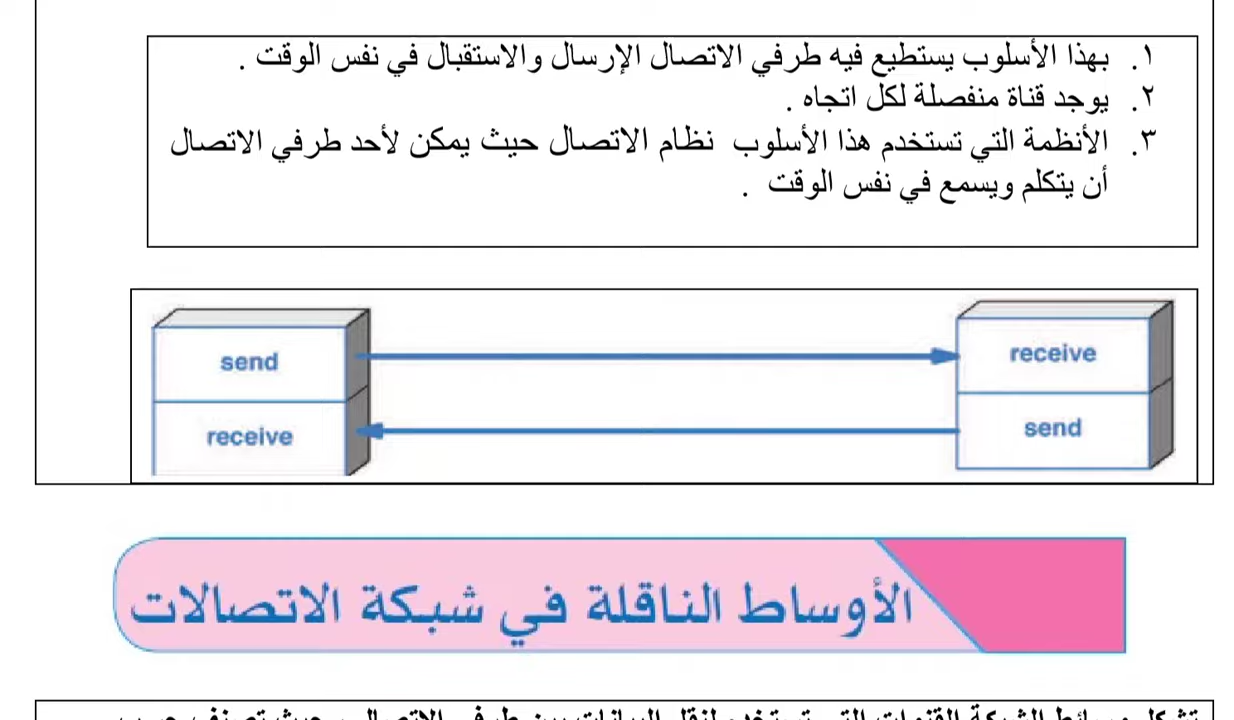 ١. بهذا الأسلوب يستطيع فيه طرفي الاتصال الإرسال والاستقبال في نفس الوقت .
٢. يوجد قناة منفصلة لكل اتجاه .
٣. الأنظمة التي تستخدم هذا الأسلوب نظام الاتصال حيث يمكن لأحد طرفي الاتصال
أن يتكلم ويسمع في نفس الوقت .
send
receive
receive
send
الأوساط الناقلة في شبكة الاتصالات